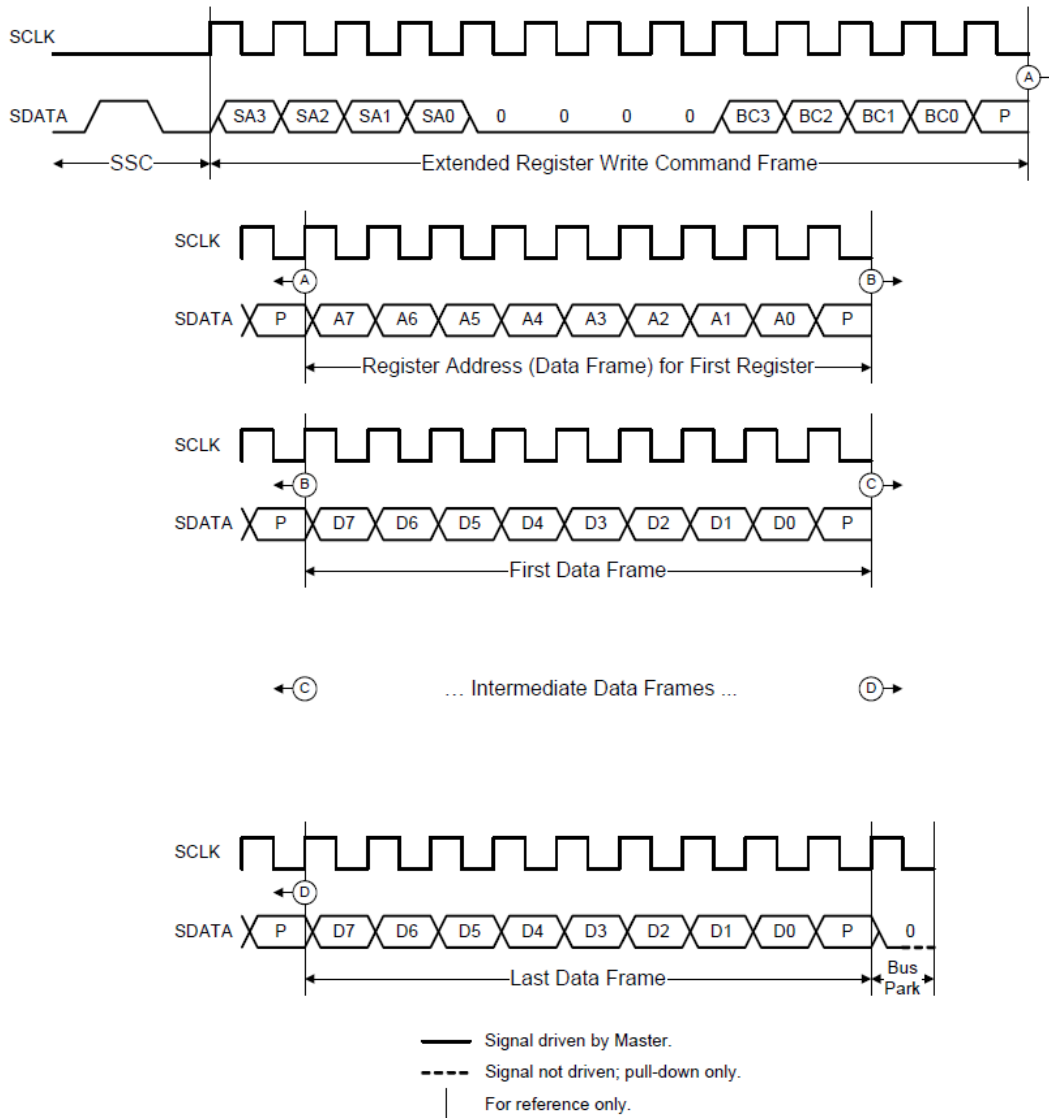 SCLK
A
SDATA SA3 SA2 SA1 SA0 0 0 0 0 BC3 BC2 BC1 BC0 P
SSC Extended Register Write Command Frame
SCLK
A B
SDATA P A7 A6 A5 A4 A3 A2 A1 A0 P
Register Address (Data Frame) for First Register
SCLK
B C
SDATA P D7 D6 D5 D4 D3 D2 D1 D0 P
First Data Frame
C ... Intermediate Data Frames ... D
SCLK
D
SDATA P D7 D6 D5 D4 D3 D2 D1 D0 P 0
Last Data Frame Bus
Park
Signal driven by Master.
Signal not driven; pull-down only.
For reference only.